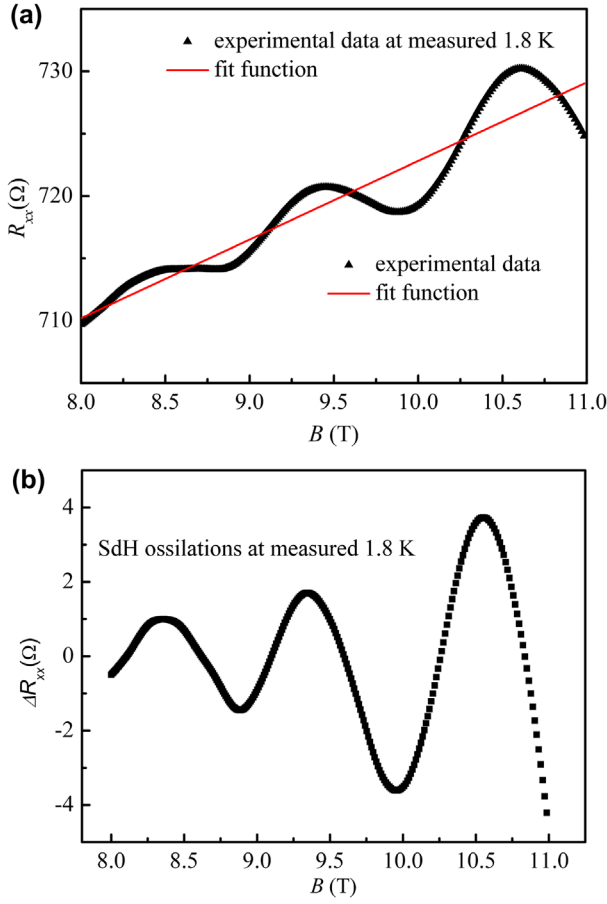 (a)
▲ experimental data at measured 1.8 K
fit function
730
720
710
Rxx(Ω)
▲ experimental data
fit function
8.0 8.5 9.0 9.5 10.0 10.5 11.0
B (T)
(b)
4
2
0
-2
-4
ΔRxx(Ω)
SdH ossilations at measured 1.8 K
8.0 8.5 9.0 9.5 10.0 10.5 11.0
B (T)